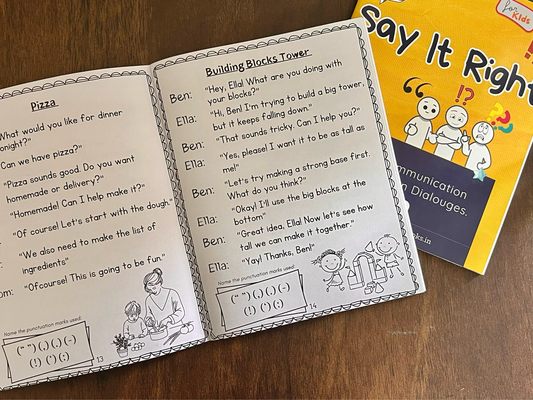 Pizza
What would you like for dinner
onight?"
Can we have pizza?"
"Pizza sounds good. Do you want
homemade or delivery?"
"Homemade! Can I help make it?"
"Of course! Let's start with the dough."
"We also need to make the list of
ingredients"
om: "Ofcourse! This is going to be fun."
Name the punctuation marks used:
(" ") (,) (.) (-)
(!) (') (:)
13
Building Blocks Tower
Ben: "Hey, Ella! What are you doing with
your blocks?"
Ella: "Hi, Ben! I'm trying to build a big tower,
but it keeps falling down."
Ben: "That sounds tricky. Can I help you?"
Ella: "Yes, please! I want it to be as tall as
me!"
Ben: "Let's try making a strong base first.
What do you think?"
Ella: "Okay! I'll use the big blocks at the
bottom"
Ben: "Great idea, Ella! Now let's see how
tall we can make it together."
Ella: "Yay! Thanks, Ben!"
Name the punctuation marks used:
(" ") (,) (.) (-)
(!) (') (:)
14
for
Kids
Say It Right
mmunication
Dialouges.
ks.in